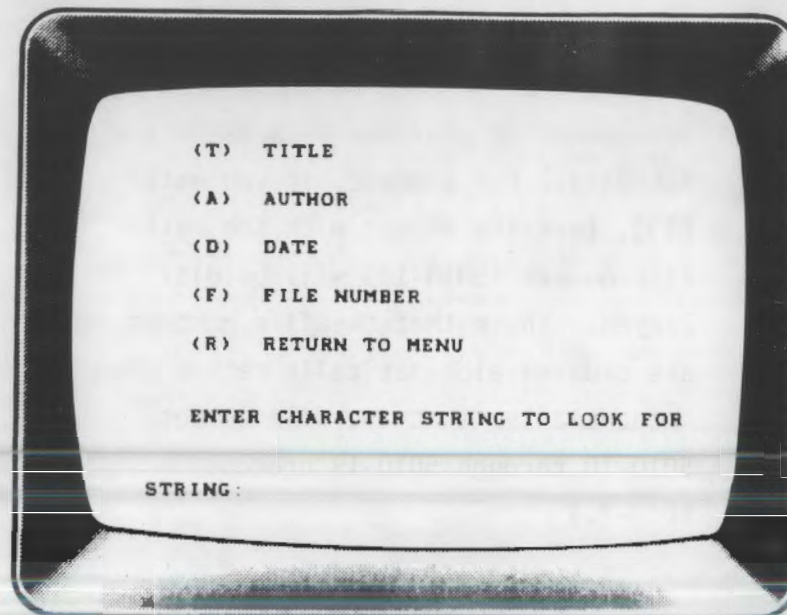 (T) TITLE
(A) AUTHOR
(D) DATE
(F) FILE NUMBER
(R) RETURN TO MENU
ENTER CHARACTER STRING TO LOOK FOR
STRING: